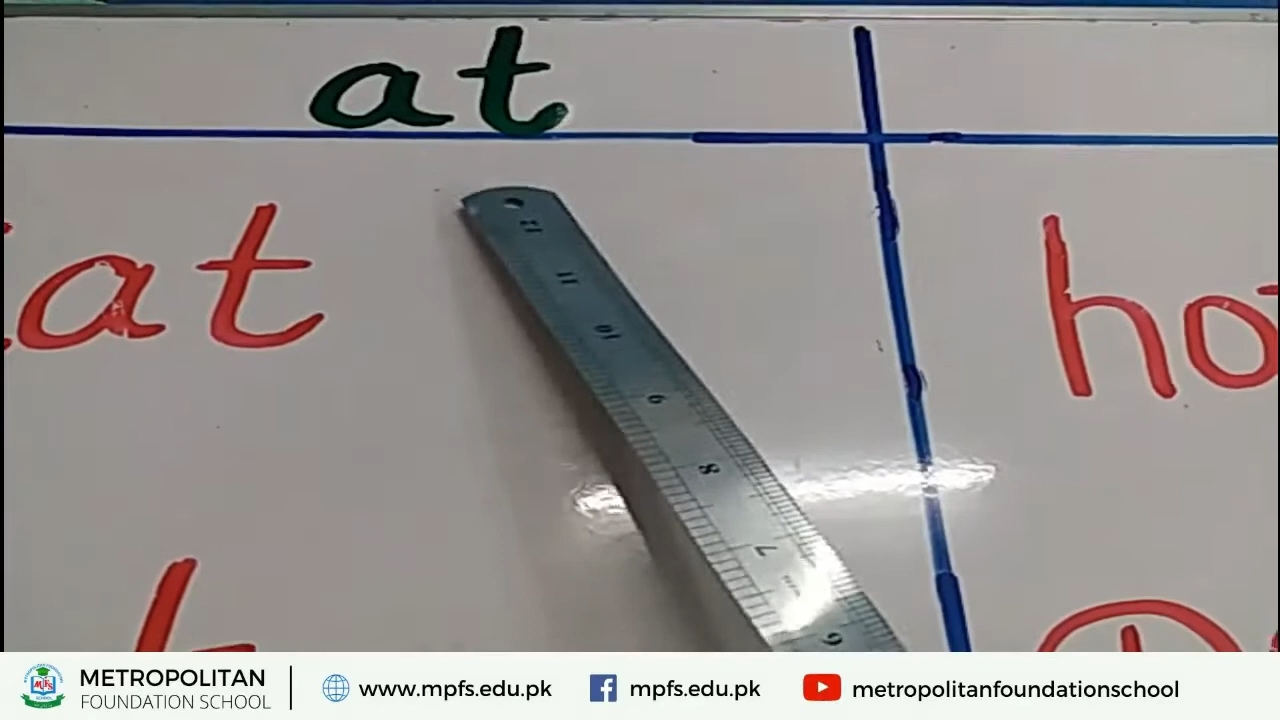 at
at
ho
12
11
10
9
8
7
6
METROPOLITAN
FOUNDATION SCHOOL
www.mpfs.edu.pk
mpfs.edu.pk
metropolitanfoundationschool